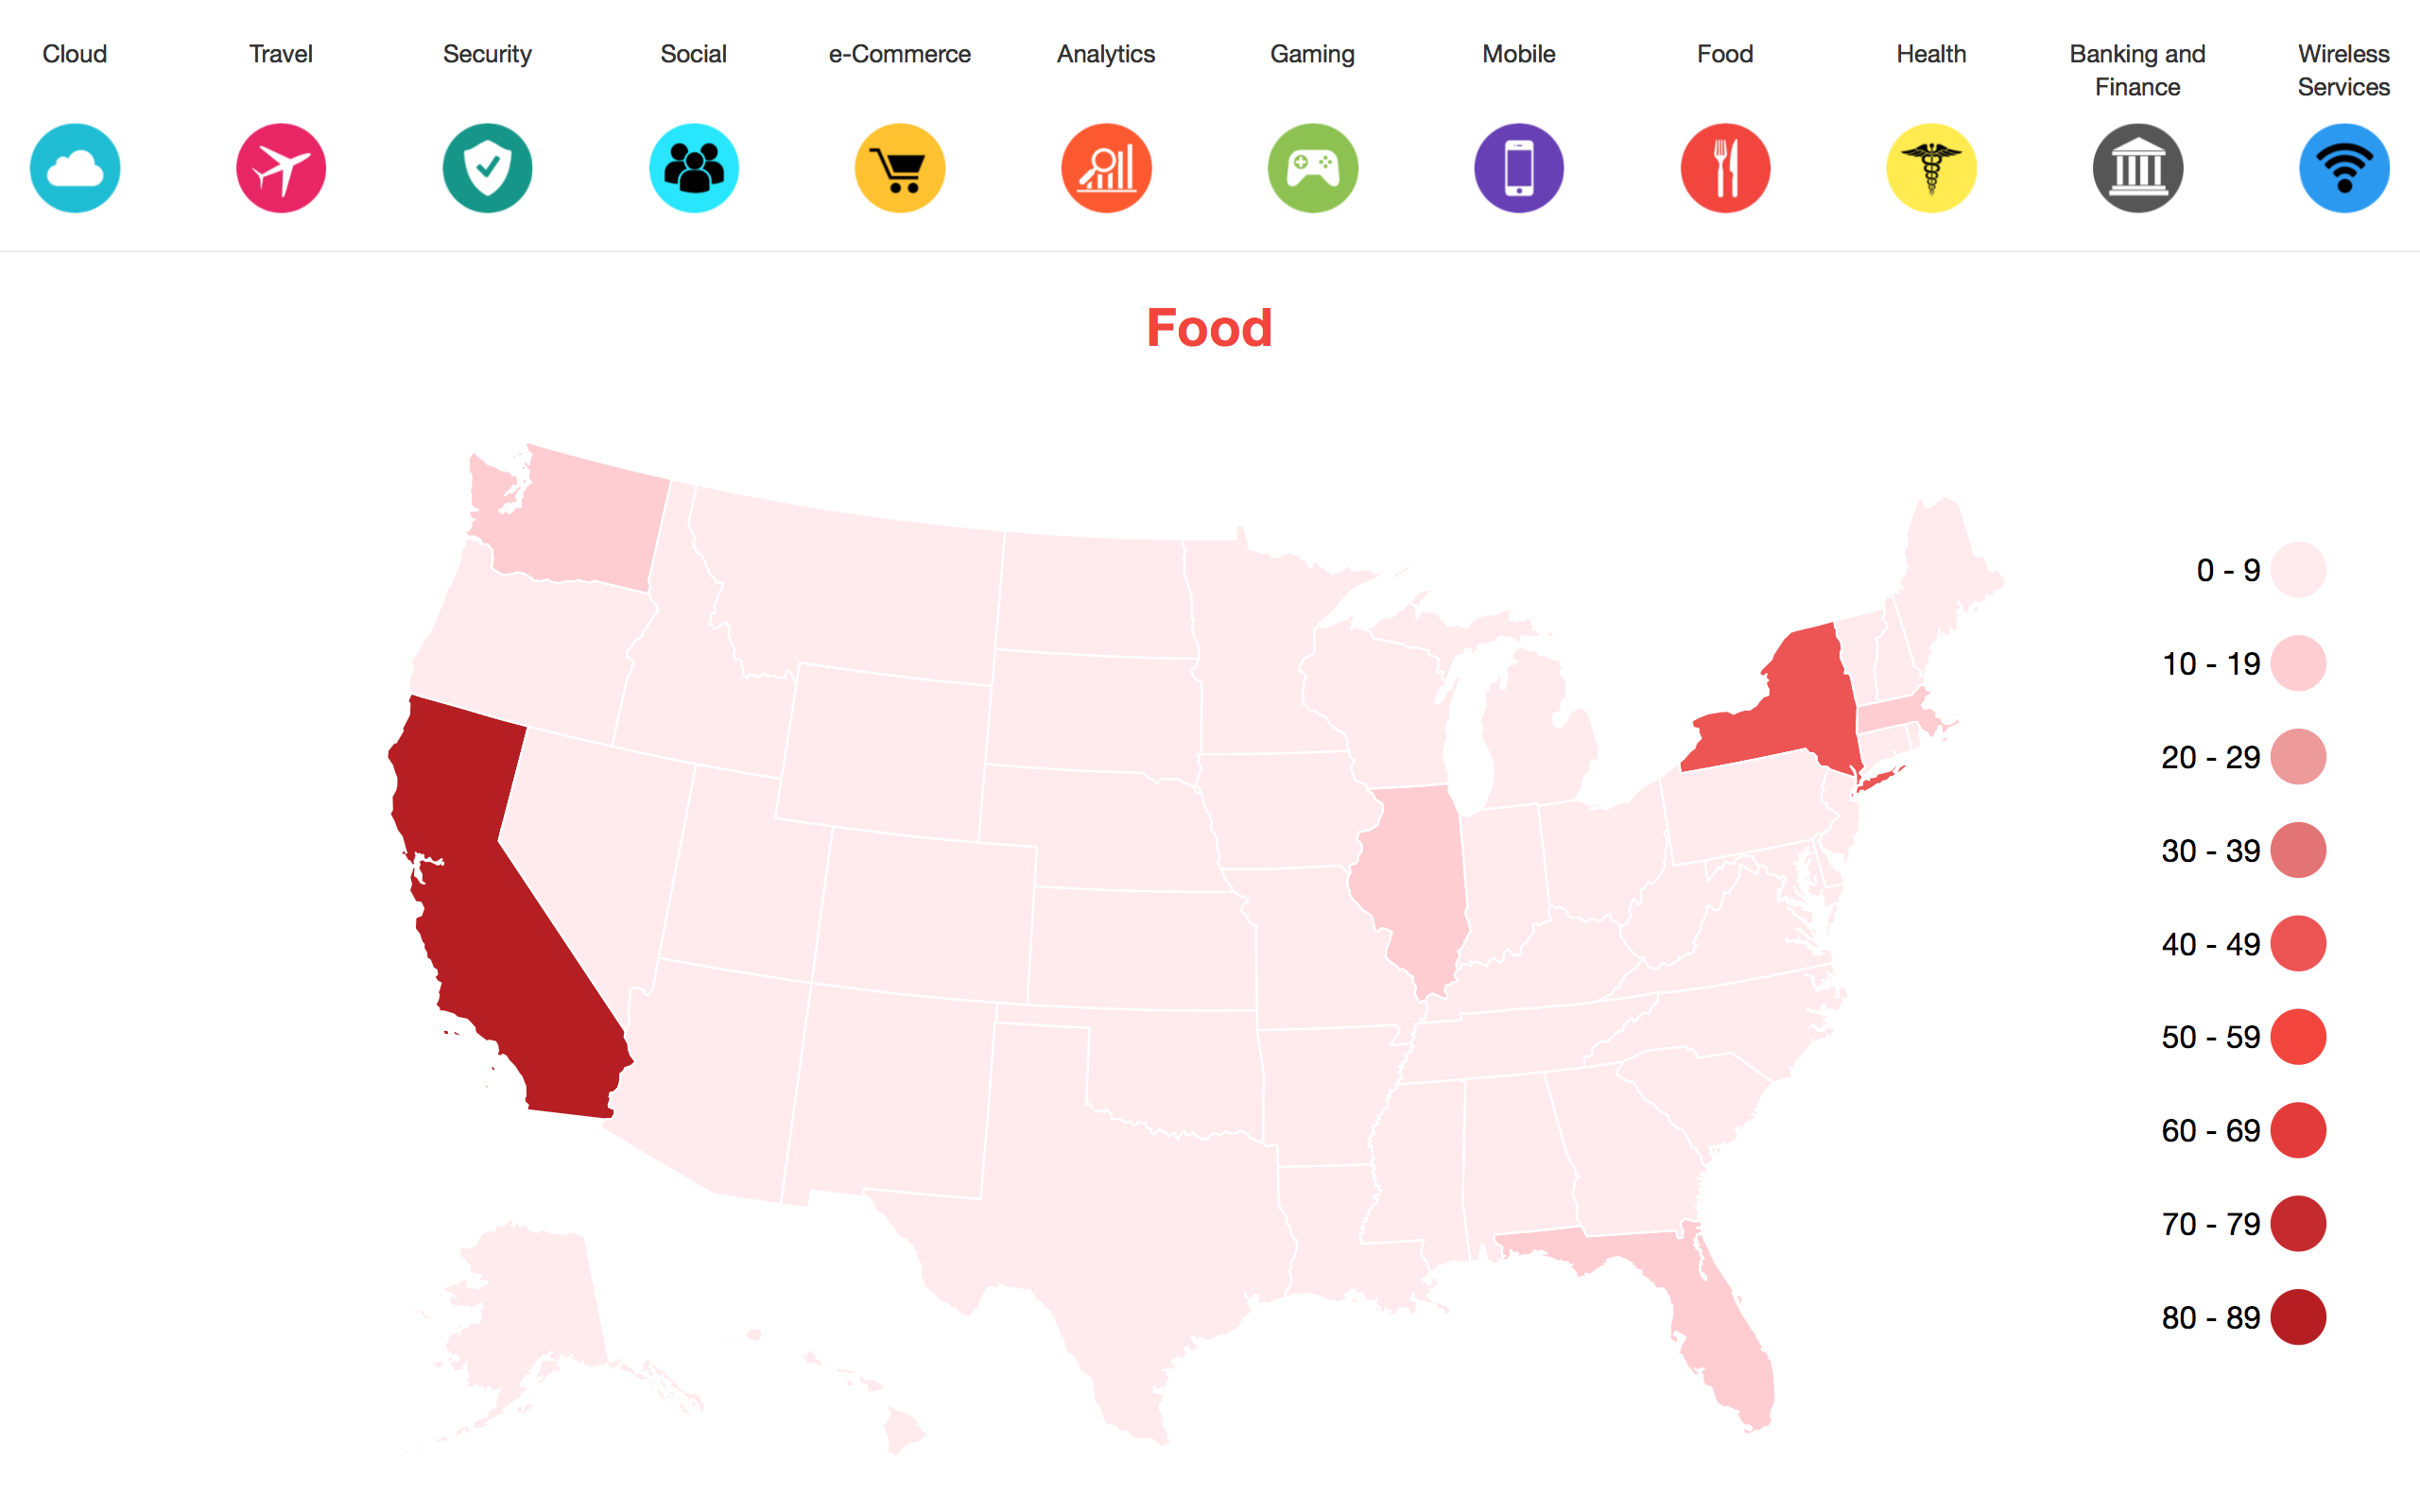 Cloud
Travel
Security
Social
e-Commerce
Analytics
Gaming
Mobile
Food
Health
Banking and
Finance
Wireless
Services
Food
0 - 9
10 - 19
20 - 29
30 - 39
40 - 49
50 - 59
60 - 69
70 - 79
80 - 89